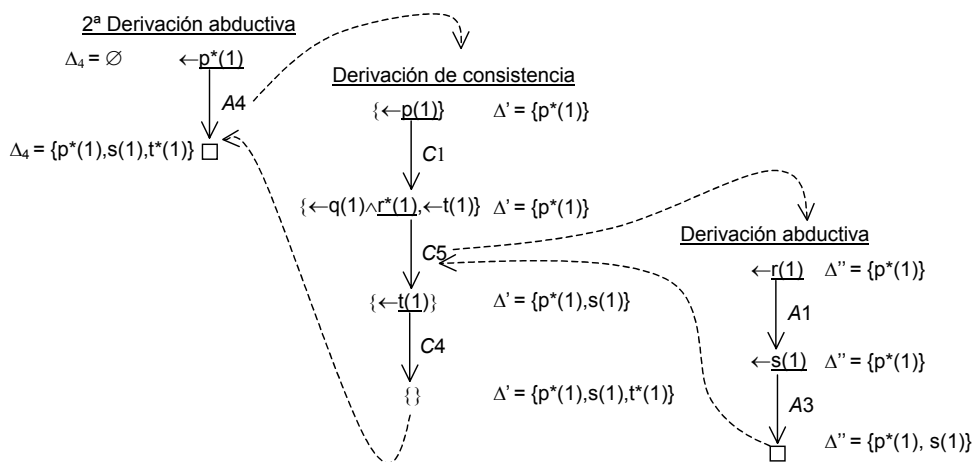 2ª Derivación abductiva
Δ₄ = ∅ ←p*(1)
A4
Δ₄ = {p*(1),s(1),t*(1)} □
Derivación de consistencia
{←p(1)} Δ' = {p*(1)}
C1
{←q(1)∧r*(1),←t(1)} Δ' = {p*(1)}
C5
{←t(1)} Δ' = {p*(1),s(1)}
C4
{} Δ' = {p*(1),s(1),t*(1)}
Derivación abductiva
←r(1) Δ'' = {p*(1)}
A1
←s(1) Δ'' = {p*(1)}
A3
□ Δ'' = {p*(1), s(1)}